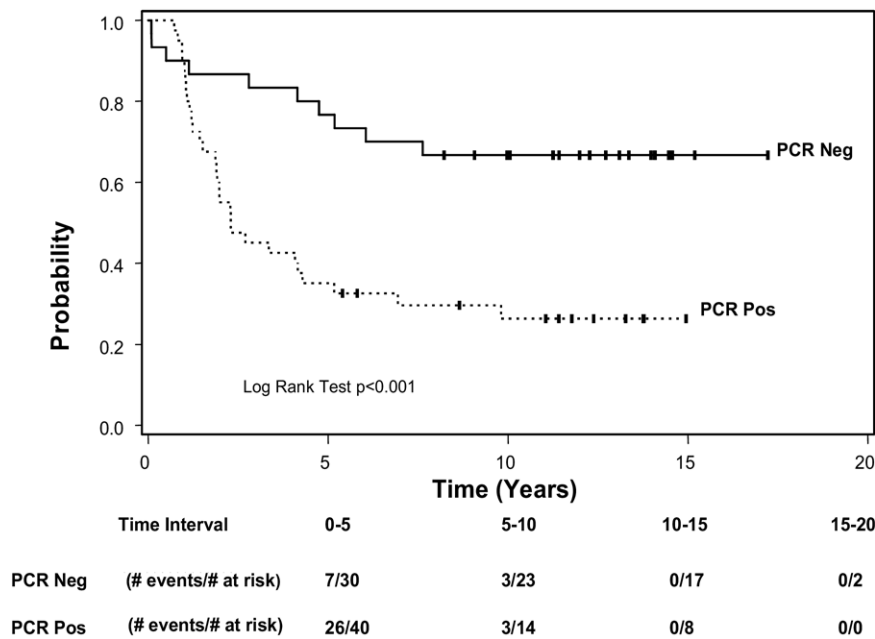 1.0
0.8
0.6
0.4
0.2
0.0
Probability
PCR Neg
PCR Pos
Log Rank Test p<0.001
0 5 10 15 20
Time (Years)
Time Interval 0-5 5-10 10-15 15-20
PCR Neg (# events/# at risk) 7/30 3/23 0/17 0/2
PCR Pos (# events/# at risk) 26/40 3/14 0/8 0/0